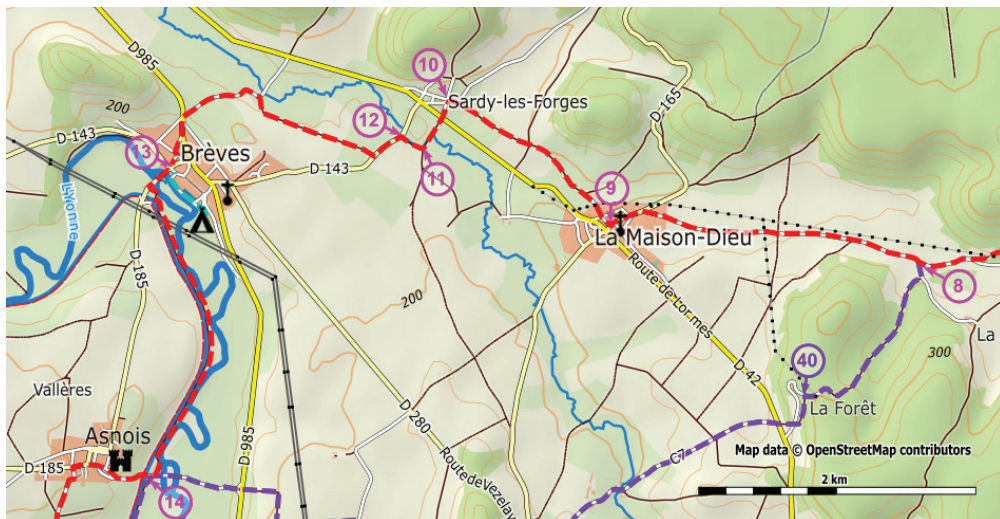 D985
200
D 143
10
Sardy-les-Forges
12
D-165
13
Brèves
D 143
11
9
La Maison-Dieu
L'Yonne
8
D-185
200
Route de Lormes
40
300
La
Vallères
D-42
La Forêt
Asnois
D 280
D-985
C7
Map data © OpenStreetMap contributors
D-185
Route de Vezelay
2 km
14